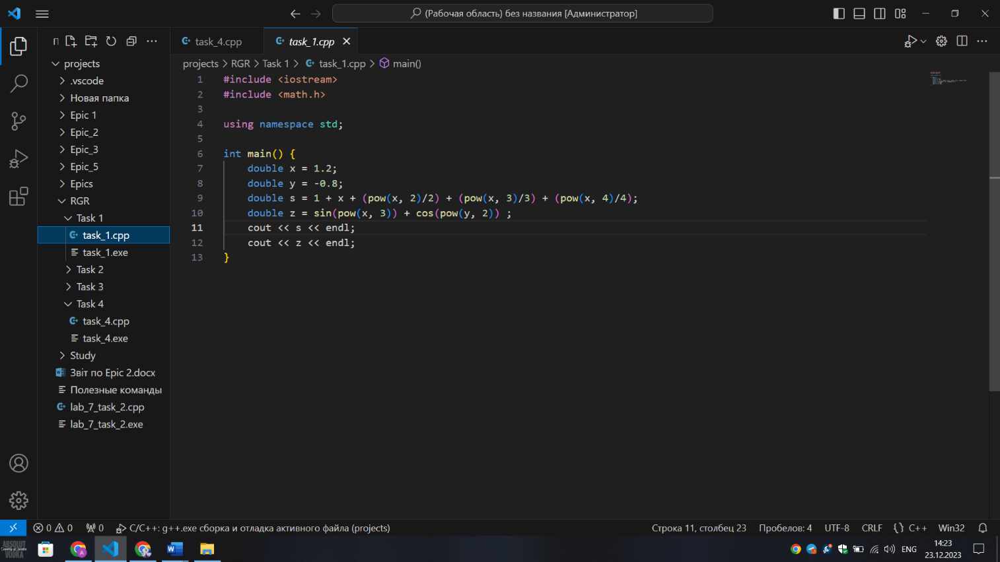 (Рабочая область) без названия [Администратор]
П
task_4.cpp
task_1.cpp
projects
.vscode
Новая папка
Epic 1
Epic_2
Epic_3
Epic_5
Epics
RGR
Task 1
task_1.cpp
task_1.exe
Task 2
Task 3
Task 4
task_4.cpp
task_4.exe
Study
Звіт по Epic 2.docx
Полезные команды
lab_7_task_2.cpp
lab_7_task_2.exe
projects > RGR > Task 1 > task_1.cpp > main()
1 #include <iostream>
2 #include <math.h>
3
4 using namespace std;
5
6 int main() {
7 double x = 1.2;
8 double y = -0.8;
9 double s = 1 + x + (pow(x, 2)/2) + (pow(x, 3)/3) + (pow(x, 4)/4);
10 double z = sin(pow(x, 3)) + cos(pow(y, 2)) ;
11 cout << s << endl;
12 cout << z << endl;
13 }
0 0 0 C/C++: g++.exe сборка и отладка активного файла (projects)
Строка 11, столбец 23 Пробелов: 4 UTF-8 CRLF {} C++ Win32
ABSOLUT
Country of Sweden
VODKA
ENG
14:23
23.12.2023